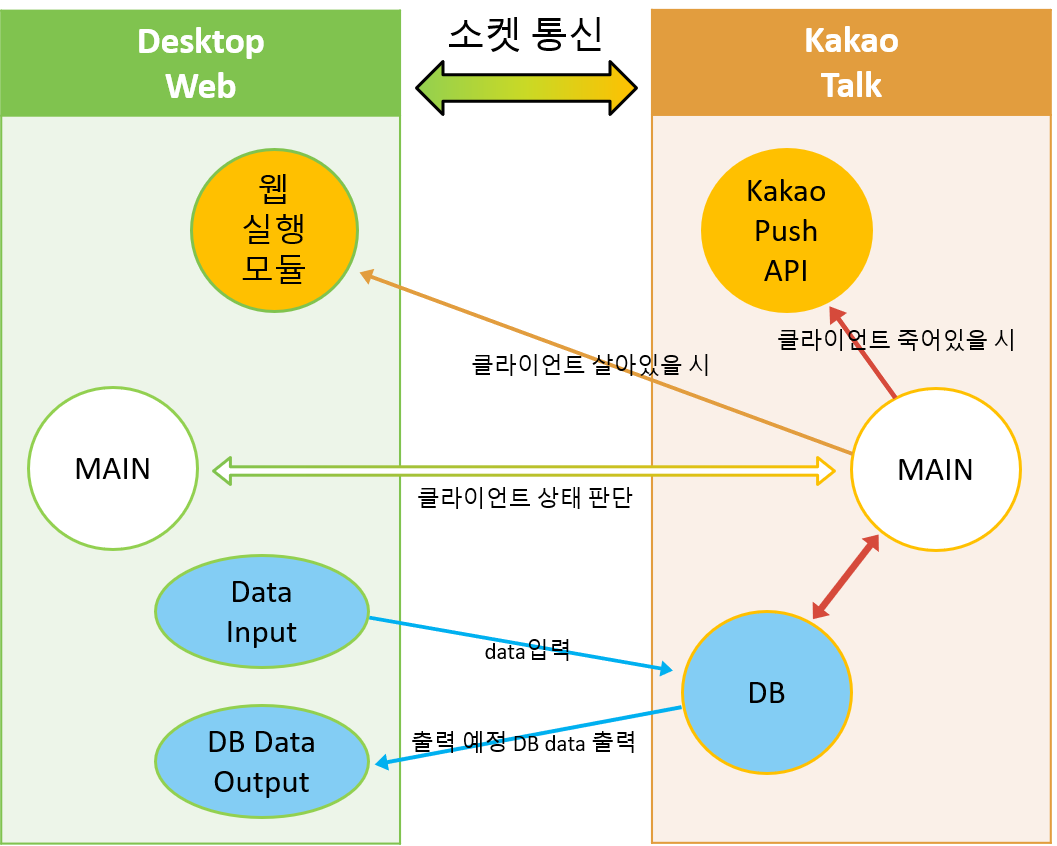 Desktop
Web
소켓 통신
Kakao
Talk
웹
실행
모듈
Kakao
Push
API
클라이언트 죽어있을 시
클라이언트 살아있을 시
MAIN
MAIN
클라이언트 상태 판단
Data
Input
data입력
DB
DB Data
Output
출력 예정 DB data 출력